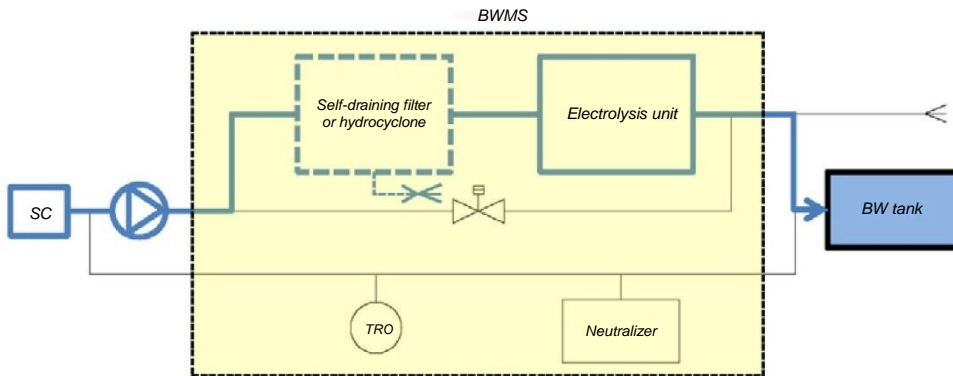 BWMS
Self-draining filter
or hydrocyclone
Electrolysis unit
SC
BW tank
TRO
Neutralizer